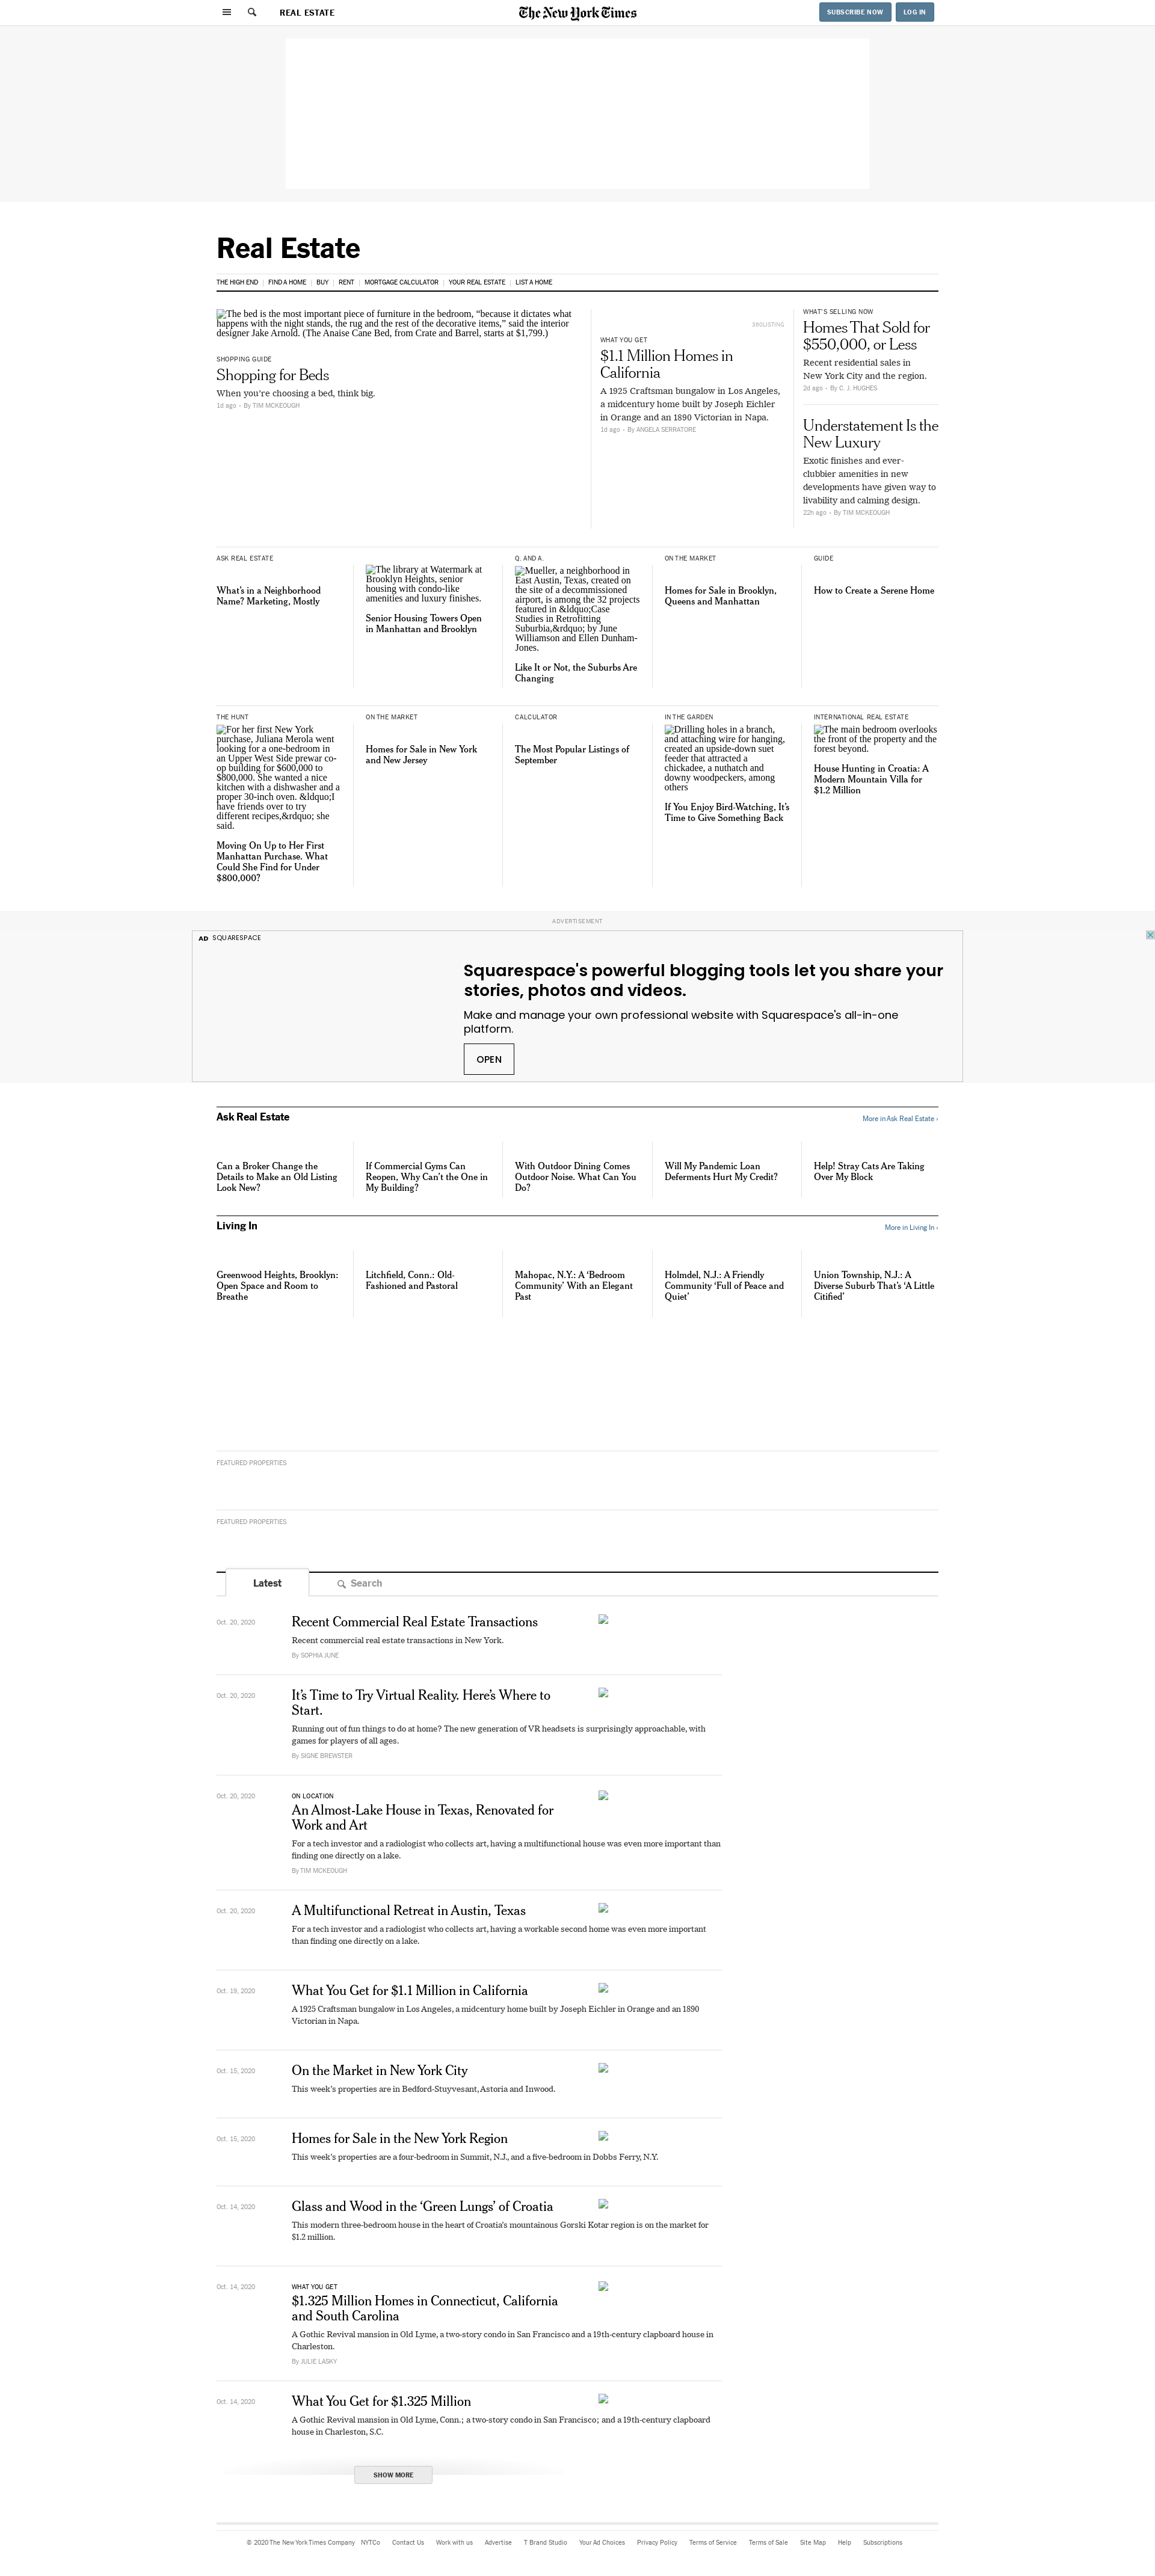 REAL ESTATE
The New York Times
SUBSCRIBE NOW
LOG IN
Real Estate
THE HIGH END | FIND A HOME | BUY | RENT | MORTGAGE CALCULATOR | YOUR REAL ESTATE | LIST A HOME
The bed is the most important piece of furniture in the bedroom, “because it dictates what
happens with the night stands, the rug and the rest of the decorative items,” said the interior
designer Jake Arnold. (The Anaise Cane Bed, from Crate and Barrel, starts at $1,799.)
SHOPPING GUIDE
Shopping for Beds
When you’re choosing a bed, think big.
1d ago • By TIM MCKEOUGH
360LISTING
WHAT YOU GET
$1.1 Million Homes in
California
A 1925 Craftsman bungalow in Los Angeles,
a midcentury home built by Joseph Eichler
in Orange and an 1890 Victorian in Napa.
1d ago • By ANGELA SERRATORE
WHAT’S SELLING NOW
Homes That Sold for
$550,000, or Less
Recent residential sales in
New York City and the region.
2d ago • By C. J. HUGHES
Understatement Is the
New Luxury
Exotic finishes and ever-
clubbier amenities in new
developments have given way to
livability and calming design.
22h ago • By TIM MCKEOUGH
ASK REAL ESTATE
What’s in a Neighborhood
Name? Marketing, Mostly
The library at Watermark at
Brooklyn Heights, senior
housing with condo-like
amenities and luxury finishes.
Senior Housing Towers Open
in Manhattan and Brooklyn
Q. AND A.
Mueller, a neighborhood in
East Austin, Texas, created on
the site of a decommissioned
airport, is among the 32 projects
featured in &ldquo;Case
Studies in Retrofitting
Suburbia,&rdquo; by June
Williamson and Ellen Dunham-
Jones.
Like It or Not, the Suburbs Are
Changing
ON THE MARKET
Homes for Sale in Brooklyn,
Queens and Manhattan
GUIDE
How to Create a Serene Home
THE HUNT
For her first New York
purchase, Juliana Merola went
looking for a one-bedroom in
an Upper West Side prewar co-
op building for $600,000 to
$800,000. She wanted a nice
kitchen with a dishwasher and a
proper 30-inch oven. &ldquo;I
have friends over to try
different recipes,&rdquo; she
said.
Moving On Up to Her First
Manhattan Purchase. What
Could She Find for Under
$800,000?
ON THE MARKET
Homes for Sale in New York
and New Jersey
CALCULATOR
The Most Popular Listings of
September
IN THE GARDEN
Drilling holes in a branch,
and attaching wire for hanging,
created an upside-down suet
feeder that attracted a
chickadee, a nuthatch and
downy woodpeckers, among
others
If You Enjoy Bird-Watching, It’s
Time to Give Something Back
INTERNATIONAL REAL ESTATE
The main bedroom overlooks
the front of the property and the
forest beyond.
House Hunting in Croatia: A
Modern Mountain Villa for
$1.2 Million
ADVERTISEMENT
AD SQUARESPACE
Squarespace's powerful blogging tools let you share your
stories, photos and videos.
Make and manage your own professional website with Squarespace's all-in-one
platform.
OPEN
Ask Real Estate
More in Ask Real Estate ›
Can a Broker Change the
Details to Make an Old Listing
Look New?
If Commercial Gyms Can
Reopen, Why Can’t the One in
My Building?
With Outdoor Dining Comes
Outdoor Noise. What Can You
Do?
Will My Pandemic Loan
Deferments Hurt My Credit?
Help! Stray Cats Are Taking
Over My Block
Living In
More in Living In ›
Greenwood Heights, Brooklyn:
Open Space and Room to
Breathe
Litchfield, Conn.: Old-
Fashioned and Pastoral
Mahopac, N.Y.: A ‘Bedroom
Community’ With an Elegant
Past
Holmdel, N.J.: A Friendly
Community ‘Full of Peace and
Quiet’
Union Township, N.J.: A
Diverse Suburb That’s ‘A Little
Citified’
FEATURED PROPERTIES
FEATURED PROPERTIES
Latest
Search
Oct. 20, 2020
Recent Commercial Real Estate Transactions
Recent commercial real estate transactions in New York.
By SOPHIA JUNE
Oct. 20, 2020
It’s Time to Try Virtual Reality. Here’s Where to
Start.
Running out of fun things to do at home? The new generation of VR headsets is surprisingly approachable, with
games for players of all ages.
By SIGNE BREWSTER
Oct. 20, 2020
ON LOCATION
An Almost-Lake House in Texas, Renovated for
Work and Art
For a tech investor and a radiologist who collects art, having a multifunctional house was even more important than
finding one directly on a lake.
By TIM MCKEOUGH
Oct. 20, 2020
A Multifunctional Retreat in Austin, Texas
For a tech investor and a radiologist who collects art, having a workable second home was even more important
than finding one directly on a lake.
Oct. 19, 2020
What You Get for $1.1 Million in California
A 1925 Craftsman bungalow in Los Angeles, a midcentury home built by Joseph Eichler in Orange and an 1890
Victorian in Napa.
Oct. 15, 2020
On the Market in New York City
This week’s properties are in Bedford-Stuyvesant, Astoria and Inwood.
Oct. 15, 2020
Homes for Sale in the New York Region
This week’s properties are a four-bedroom in Summit, N.J., and a five-bedroom in Dobbs Ferry, N.Y.
Oct. 14, 2020
Glass and Wood in the ‘Green Lungs’ of Croatia
This modern three-bedroom house in the heart of Croatia’s mountainous Gorski Kotar region is on the market for
$1.2 million.
Oct. 14, 2020
WHAT YOU GET
$1.325 Million Homes in Connecticut, California
and South Carolina
A Gothic Revival mansion in Old Lyme, a two-story condo in San Francisco and a 19th-century clapboard house in
Charleston.
By JULIE LASKY
Oct. 14, 2020
What You Get for $1.325 Million
A Gothic Revival mansion in Old Lyme, Conn.; a two-story condo in San Francisco; and a 19th-century clapboard
house in Charleston, S.C.
SHOW MORE
© 2020 The New York Times Company NYTCo Contact Us Work with us Advertise T Brand Studio Your Ad Choices Privacy Policy Terms of Service Terms of Sale Site Map Help Subscriptions